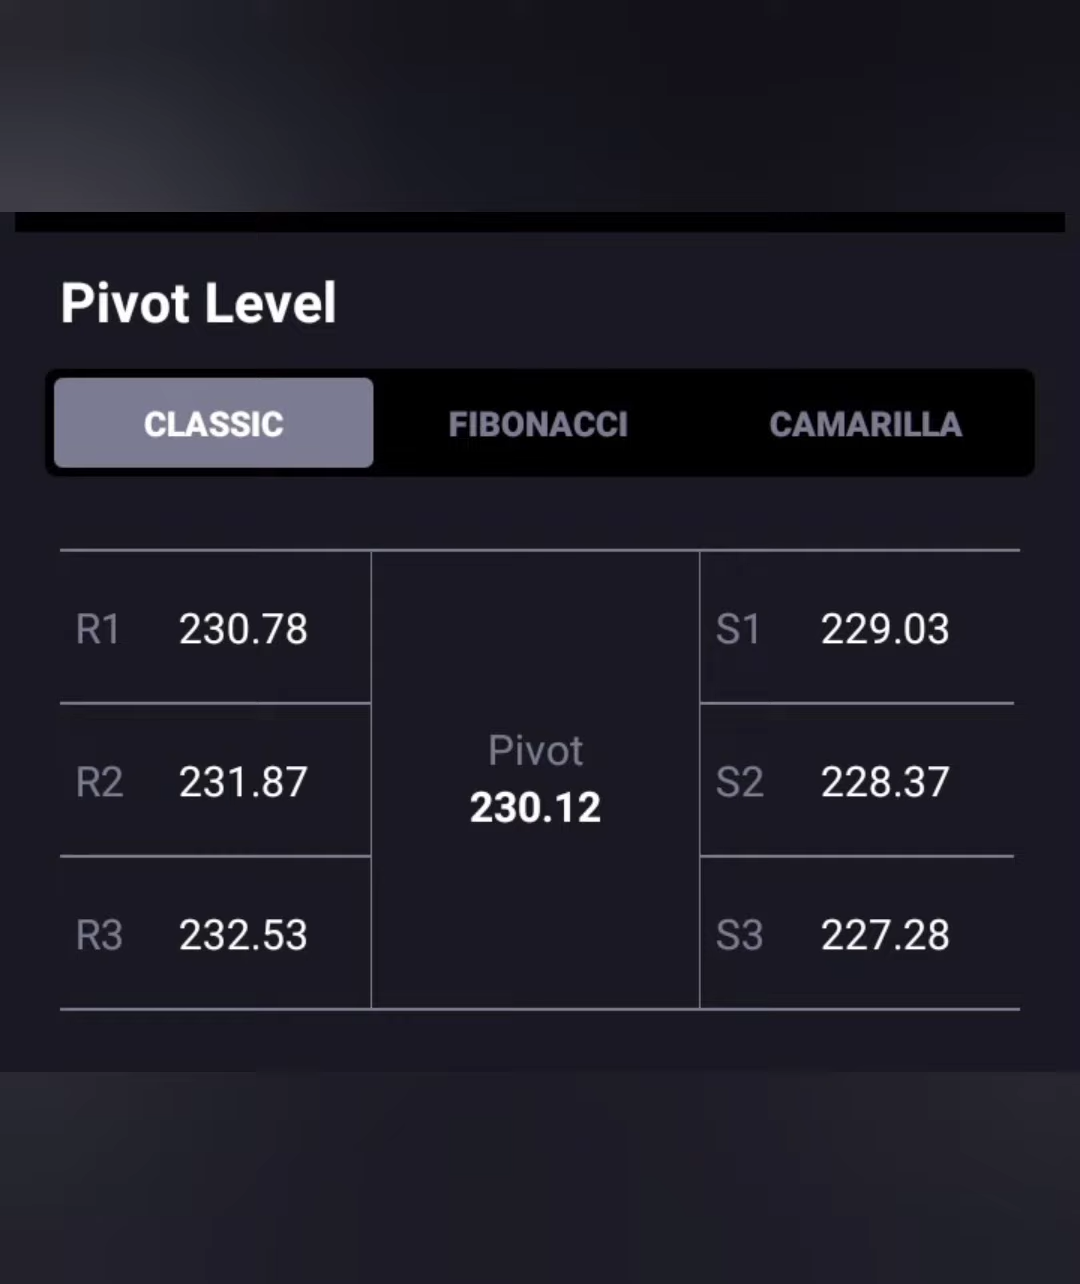 Pivot Level
CLASSIC FIBONACCI CAMARILLA
R1 230.78 S1 229.03
R2 231.87 Pivot 230.12 S2 228.37
R3 232.53 S3 227.28